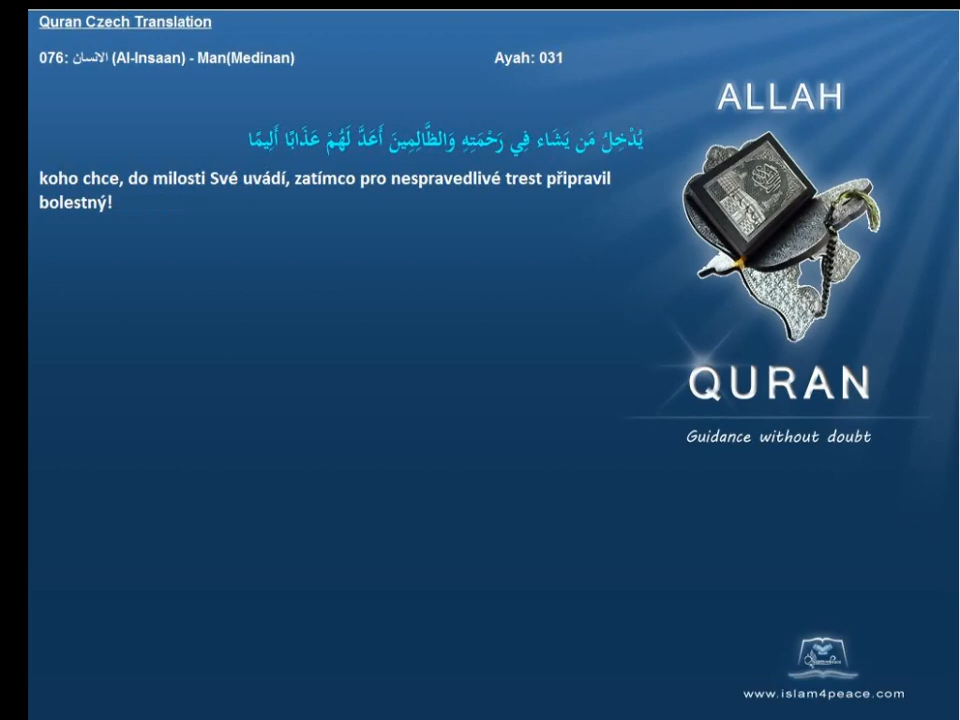 Quran Czech Translation
076: الانسان (Al-Insaan) - Man(Medinan)
Ayah: 031
يُدْخِلُ مَن يَشَاء فِي رَحْمَتِهِ وَالظَّالِمِينَ أَعَدَّ لَهُمْ عَذَابًا أَلِيمًا
koho chce, do milosti Své uvádí, zatímco pro nespravedlivé trest připravil
bolestný!
ALLAH
QURAN
Guidance without doubt
www.islam4peace.com